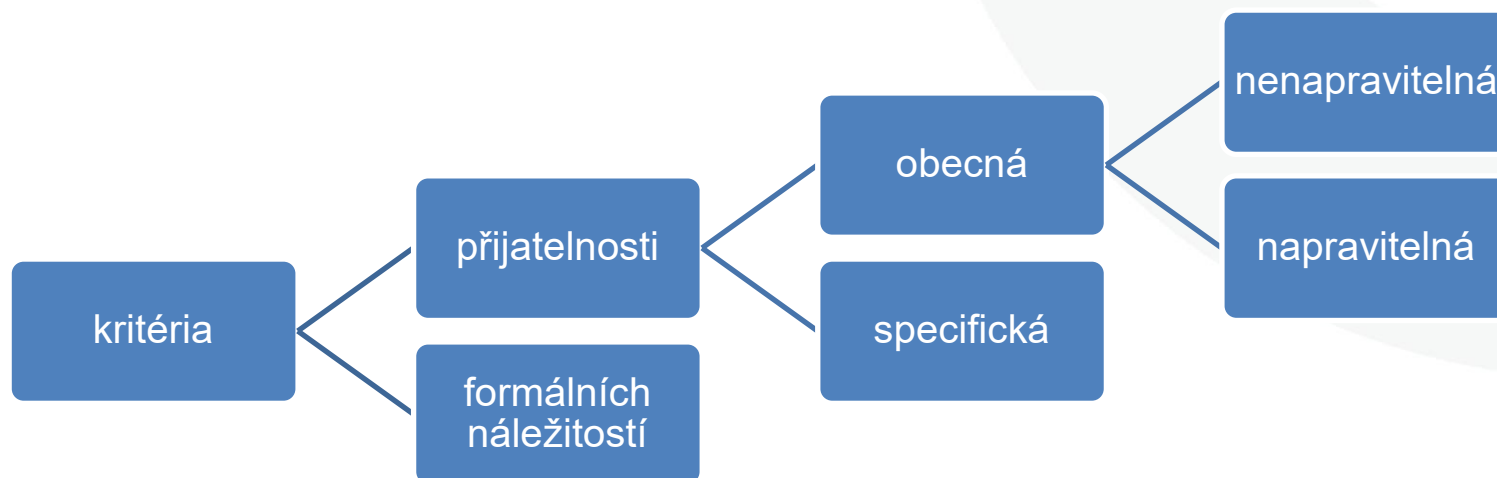 kritéria
přijatelnosti
formálních
náležitostí
obecná
specifická
nenapravitelná
napravitelná